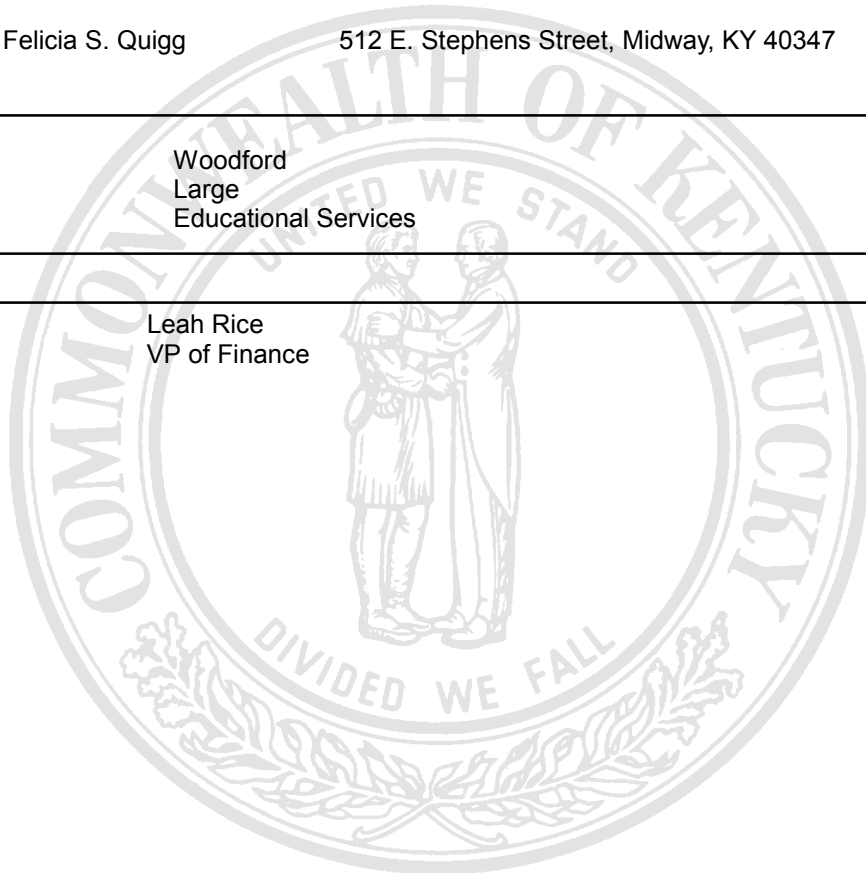 Felicia S. Quigg 512 E. Stephens Street, Midway, KY 40347
Woodford
Large
Educational Services
Leah Rice
VP of Finance
COMMONWEALTH OF KENTUCKY
UNITED WE STAND
DIVIDED WE FALL